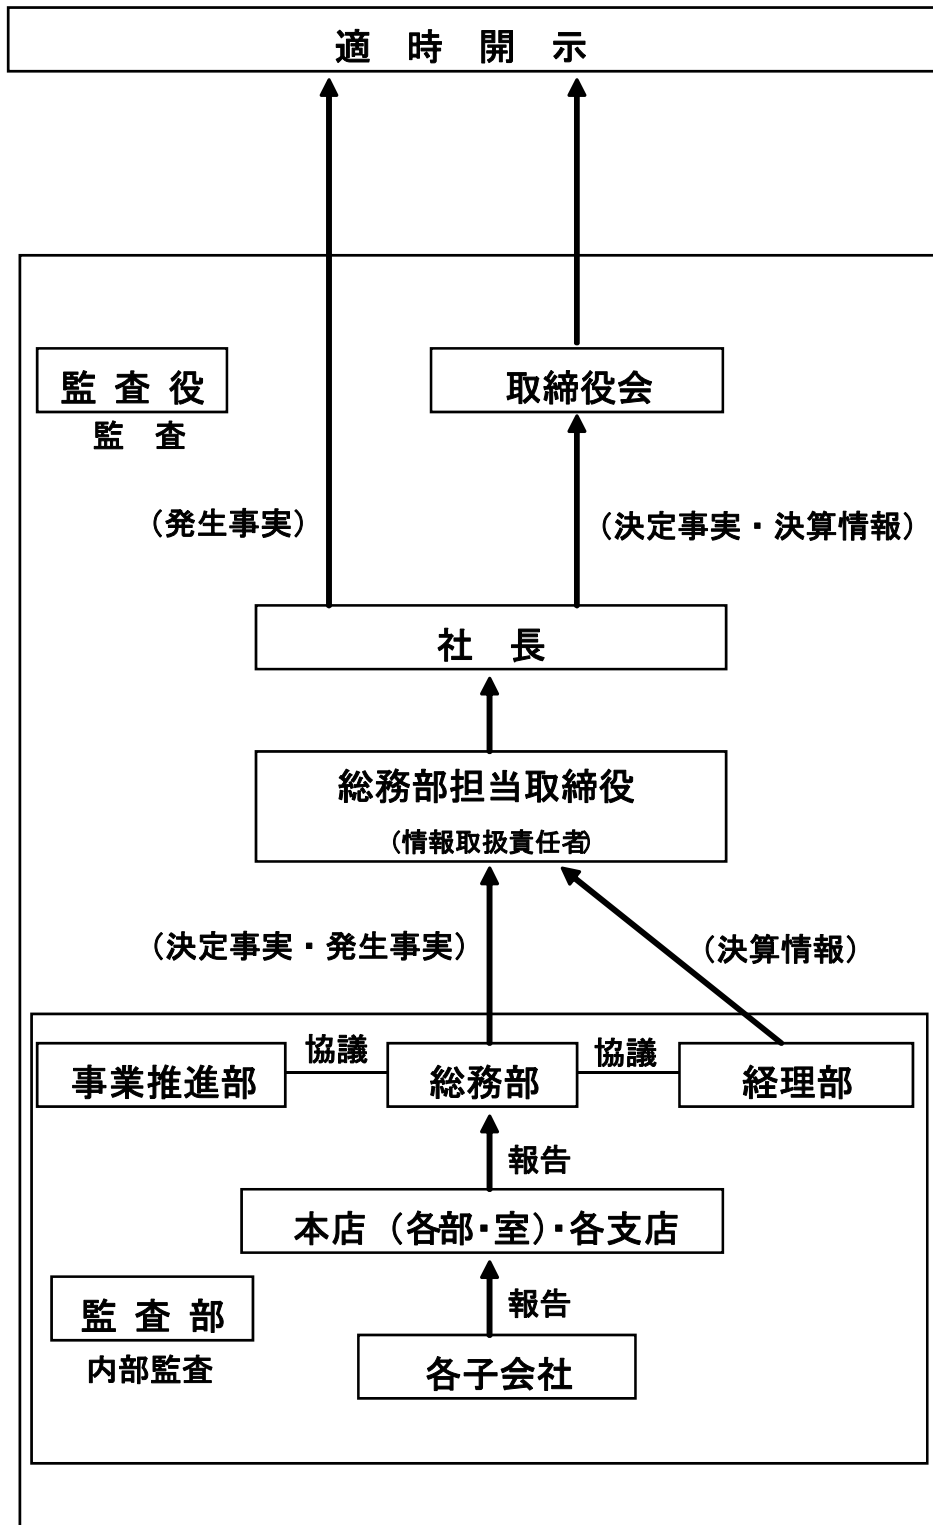 適 時 開 示
監 査 役
取締役会
監 査
(発生事実)
(決定事実・決算情報)
社 長
総務部担当取締役
(情報取扱責任者)
(決定事実・発生事実)
(決算情報)
協議
協議
事業推進部
総務部
経理部
報告
本店(各部・室)・各支店
監 査 部
報告
内部監査
各子会社